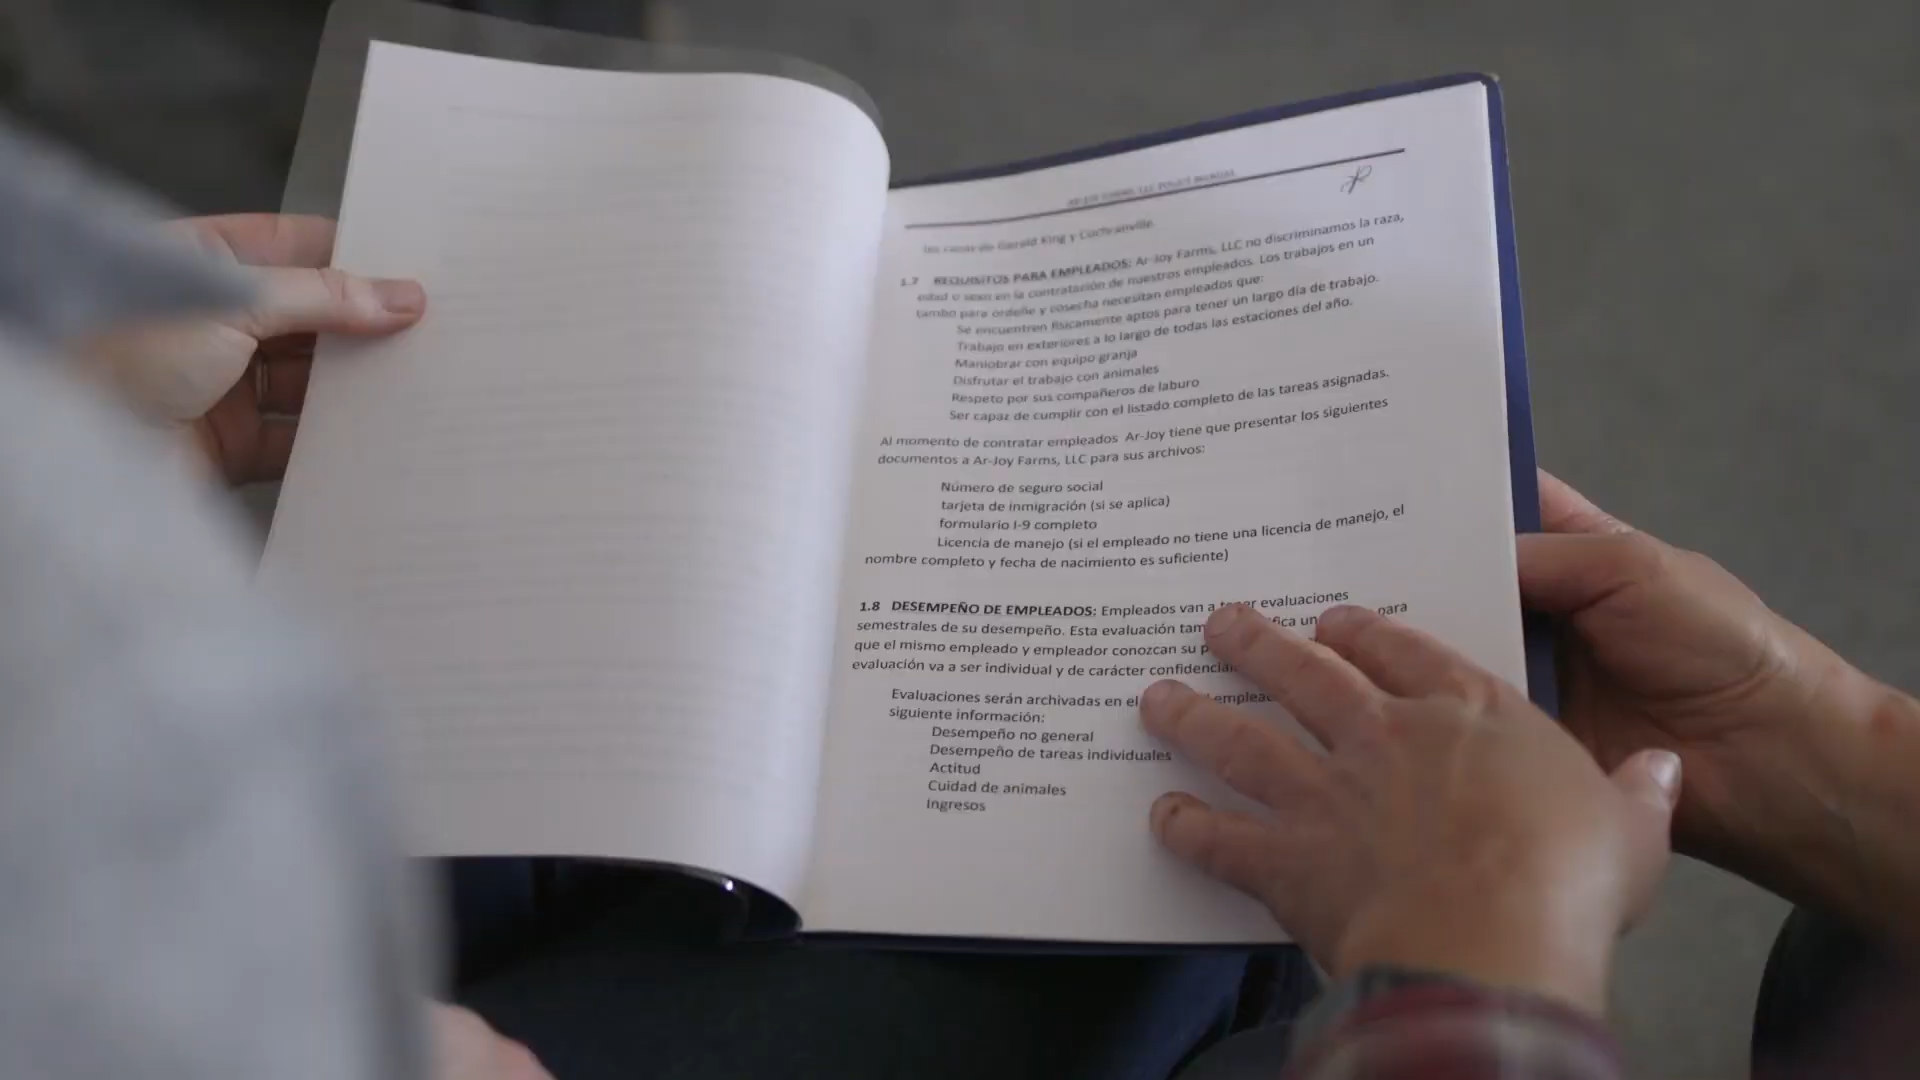 AR-JOY FARMS, LLC POLICY MANUAL
las casas de Gerald King y Cochranville.
1.7 REQUISITOS PARA EMPLEADOS: Ar-Joy Farms, LLC no discriminamos la raza,
edad o sexo en la contratación de nuestros empleados. Los trabajos en un
tambo para ordeñe y cosecha necesitan empleados que:
Se encuentren físicamente aptos para tener un largo día de trabajo.
Trabajo en exteriores a lo largo de todas las estaciones del año.
Maniobrar con equipo granja
Disfrutar el trabajo con animales
Respeto por sus compañeros de laburo
Ser capaz de cumplir con el listado completo de las tareas asignadas.
Al momento de contratar empleados Ar-Joy tiene que presentar los siguientes
documentos a Ar-Joy Farms, LLC para sus archivos:
Número de seguro social
tarjeta de inmigración (si se aplica)
formulario I-9 completo
Licencia de manejo (si el empleado no tiene una licencia de manejo, el
nombre completo y fecha de nacimiento es suficiente)
1.8 DESEMPEÑO DE EMPLEADOS: Empleados van a tener evaluaciones
semestrales de su desempeño. Esta evaluación un para
que el mismo empleado y empleador conozcan su
evaluación va a ser individual y de carácter confidencial
Evaluaciones serán archivadas en el
siguiente información:
Desempeño no general
Desempeño de tareas individuales
Actitud
Cuidad de animales
Ingresos